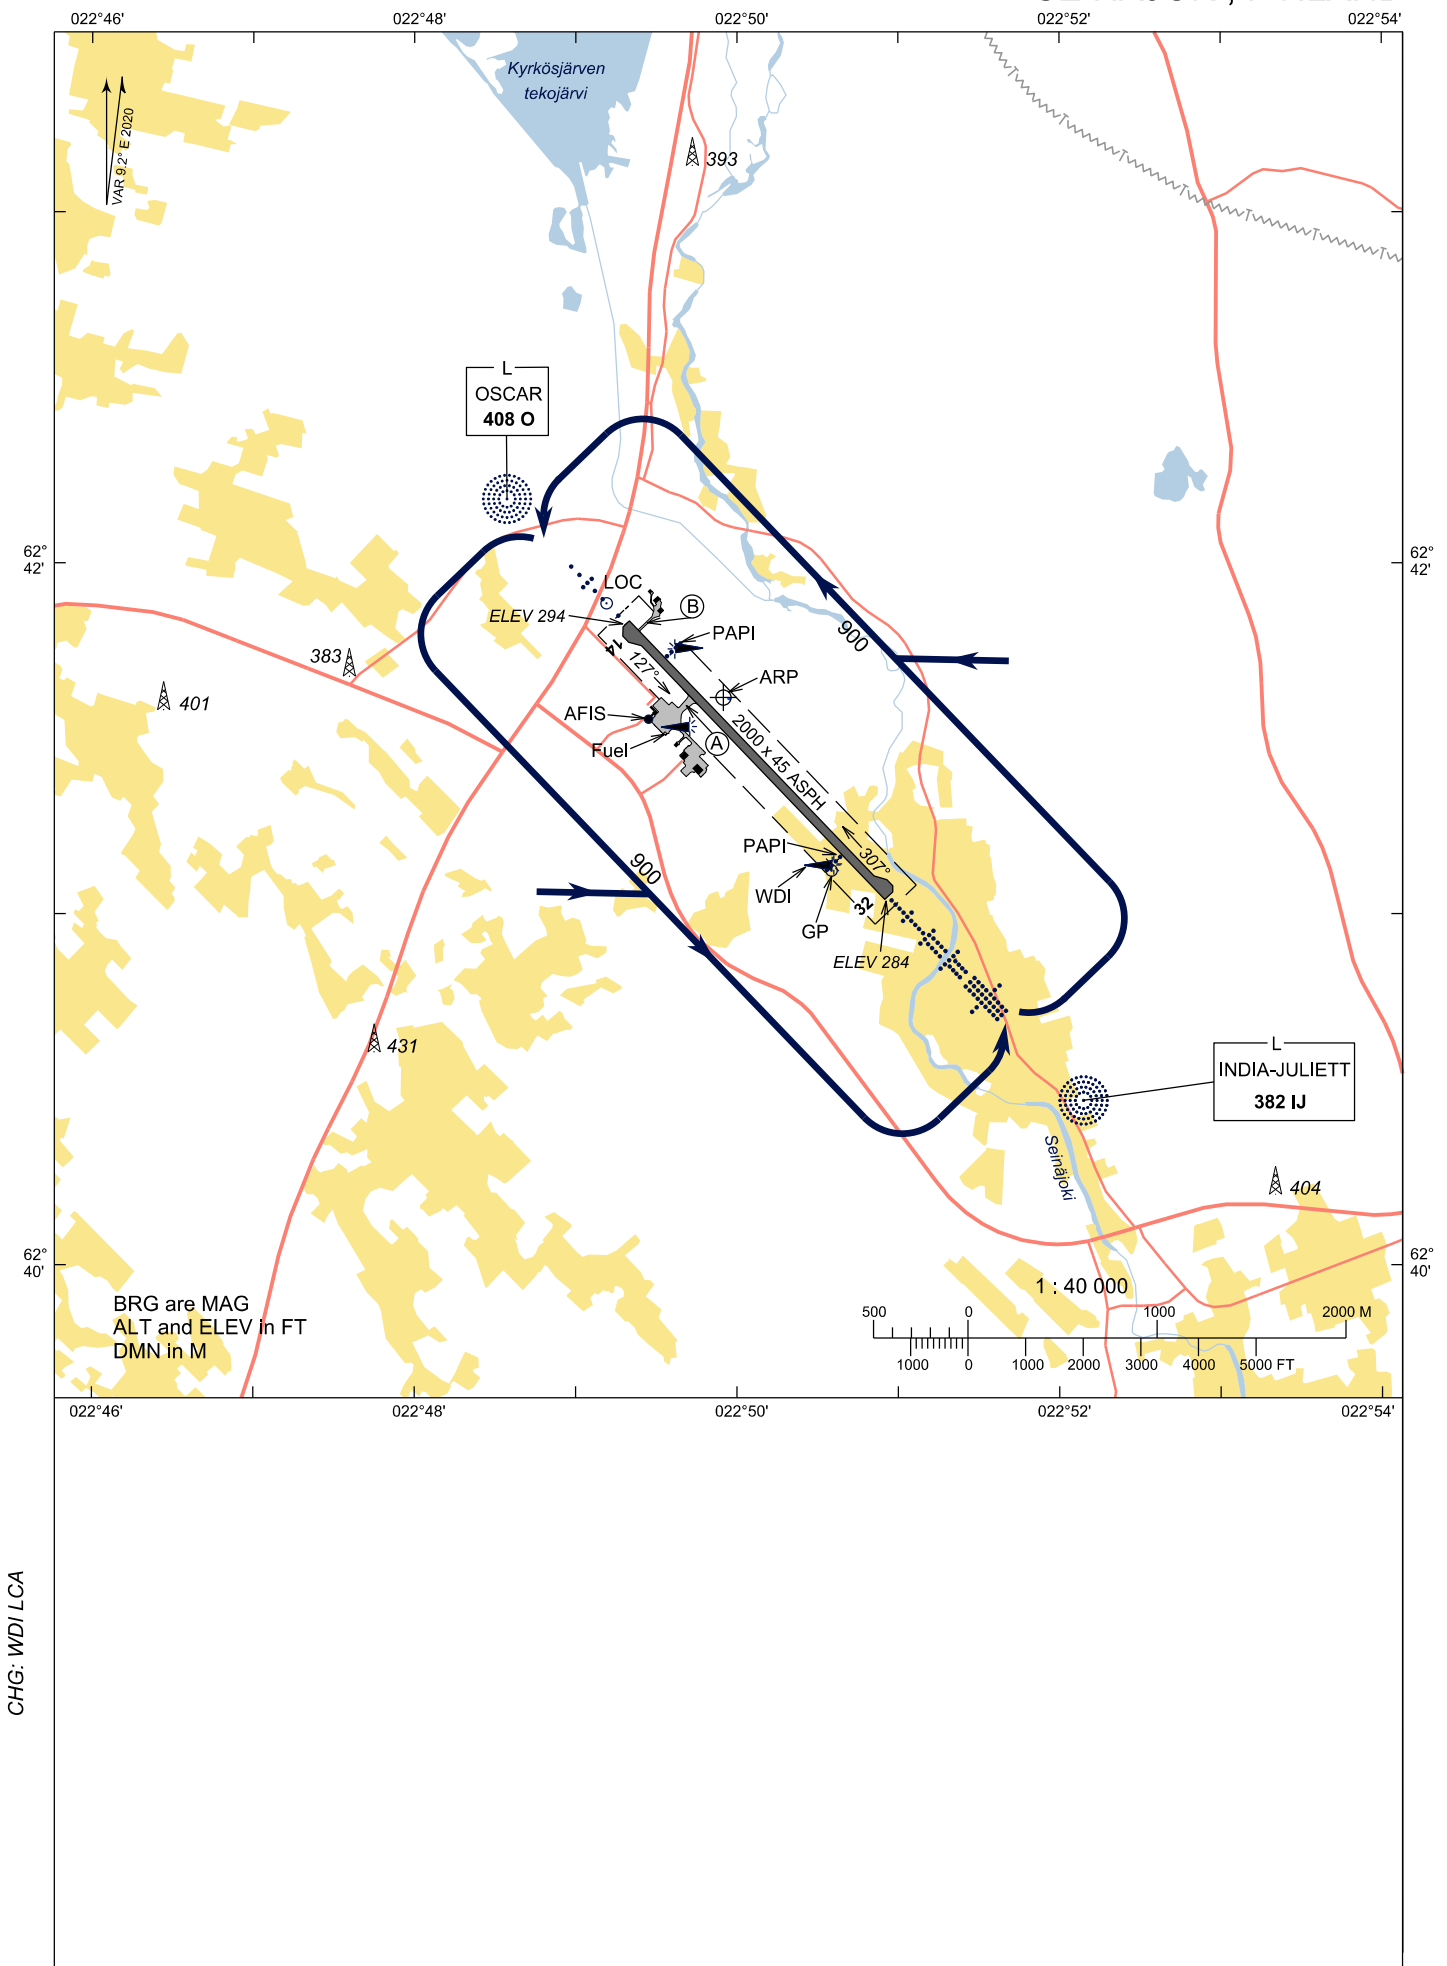 022°46'
022°48'
022°50'
022°52'
022°54'
Kyrkösjärven
tekojärvi
VAR 9.2° E 2020
393
L
OSCAR
408 O
62°
42'
62°
42'
LOC
B
ELEV 294
PAPI
14
127°
900
383
401
ARP
AFIS
Fuel
A
2000 x 45 ASPH
PAPI
307°
900
WDI
32
GP
ELEV 284
431
L
INDIA-JULIETT
382 IJ
Seinäjoki
404
62°
40'
62°
40'
1 : 40 000
BRG are MAG
ALT and ELEV in FT
DMN in M
500
0
1000
2000 M
1000
0
1000
2000
3000
4000
5000 FT
022°46'
022°48'
022°50'
022°52'
022°54'
CHG: WDI LCA